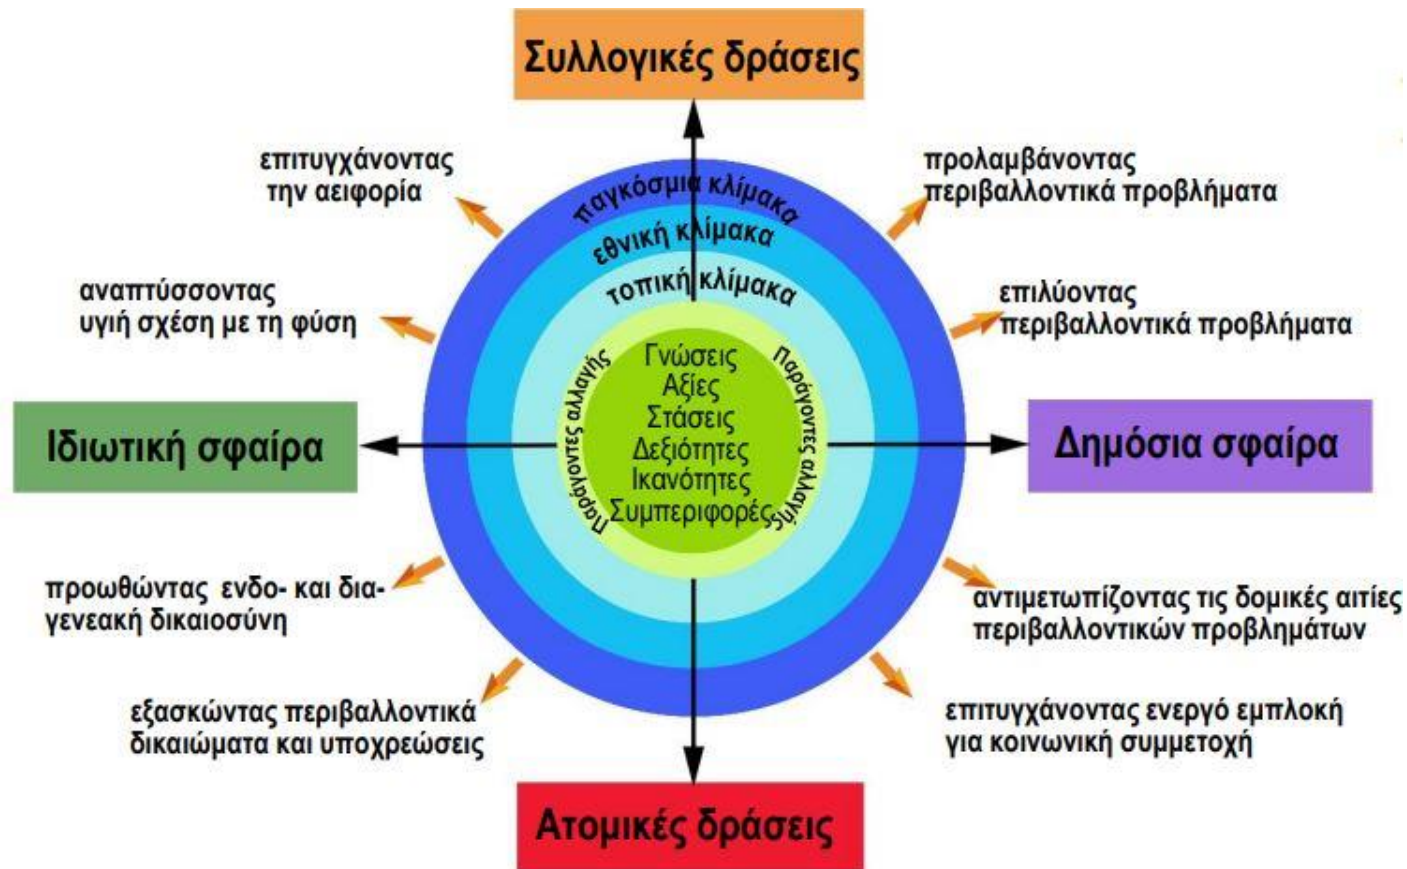 Συλλογικές δράσεις
επιτυγχάνοντας
την αειφορία
προλαμβάνοντας
περιβαλλοντικά προβλήματα
παγκόσμια κλίμακα
εθνική κλίμακα
τοπική κλίμακα
αναπτύσσοντας
υγιή σχέση με τη φύση
επιλύοντας
περιβαλλοντικά προβλήματα
Παράγοντες αλλαγής
Γνώσεις
Αξίες
Στάσεις
Δεξιότητες
Ικανότητες
Συμπεριφορές
Παράγοντες αλλαγής
Ιδιωτική σφαίρα
Δημόσια σφαίρα
προωθώντας ενδο- και δια-
γενεακή δικαιοσύνη
αντιμετωπίζοντας τις δομικές αιτίες
περιβαλλοντικών προβλημάτων
εξασκώντας περιβαλλοντικά
δικαιώματα και υποχρεώσεις
επιτυγχάνοντας ενεργό εμπλοκή
για κοινωνική συμμετοχή
Ατομικές δράσεις